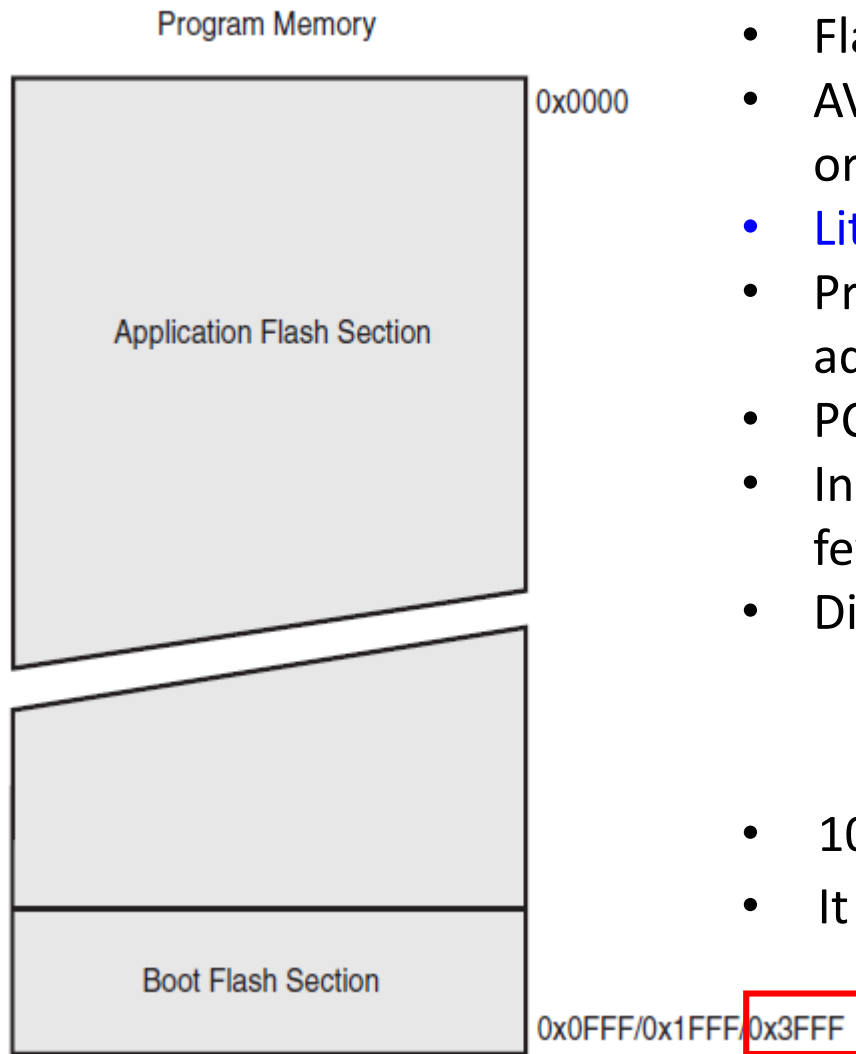 Program Memory
0x0000
Application Flash Section
Boot Flash Section
0x0FFF/0x1FFF/0x3FFF
• Fla
• AV
or
• Lit
• Pr
ad
• PC
• In
fe
• Di
• 10
• It